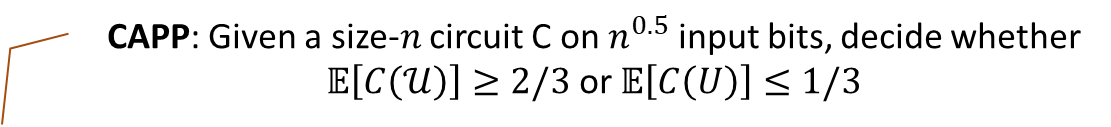 CAPP: Given a size-n circuit C on n^0.5 input bits, decide whether
𝔼[C(𝒰)] ≥ 2/3 or 𝔼[C(U)] ≤ 1/3